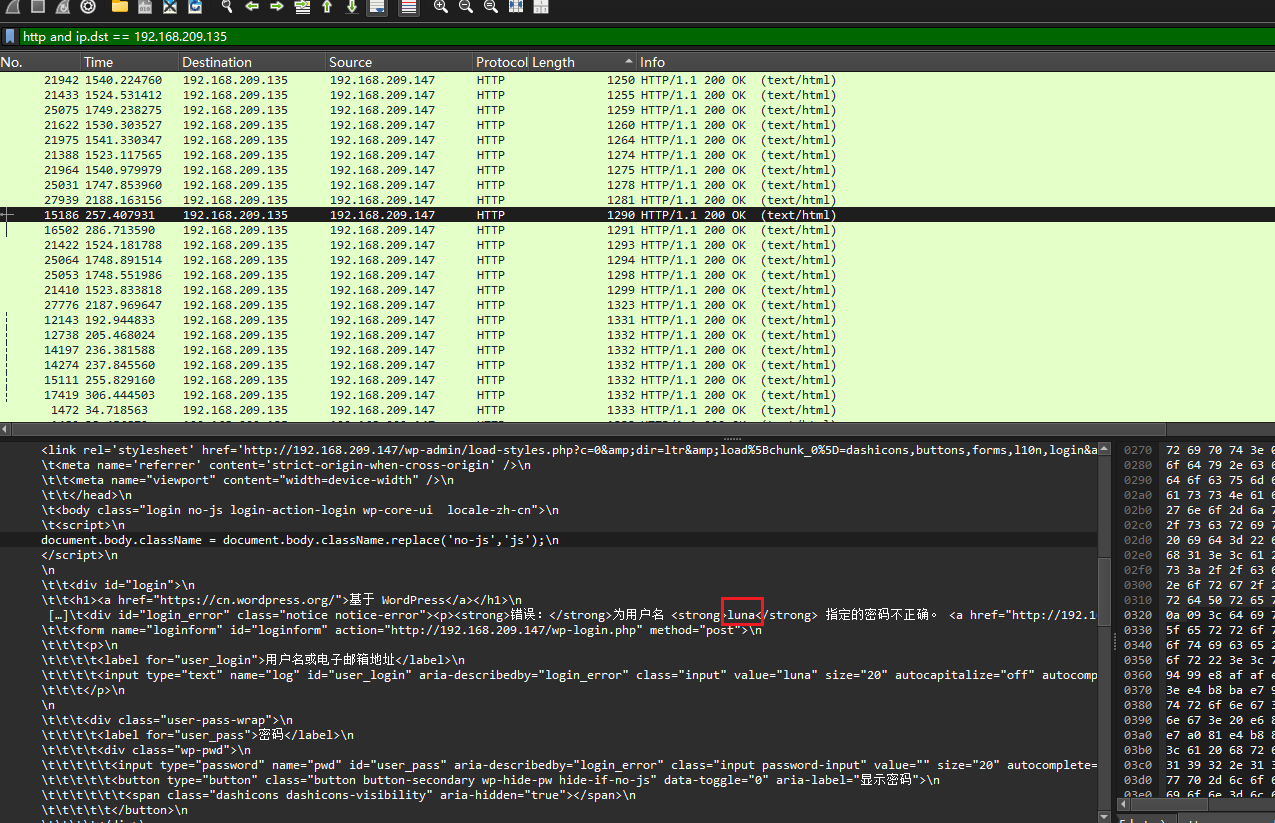 http and ip.dst == 192.168.209.135
No. Time Destination Source Protocol Length Info
21942 1540.224760 192.168.209.135 192.168.209.147 HTTP 1250 HTTP/1.1 200 OK (text/html)
21433 1524.531412 192.168.209.135 192.168.209.147 HTTP 1255 HTTP/1.1 200 OK (text/html)
25075 1749.238275 192.168.209.135 192.168.209.147 HTTP 1259 HTTP/1.1 200 OK (text/html)
21622 1530.303527 192.168.209.135 192.168.209.147 HTTP 1260 HTTP/1.1 200 OK (text/html)
21975 1541.330347 192.168.209.135 192.168.209.147 HTTP 1264 HTTP/1.1 200 OK (text/html)
21388 1523.117565 192.168.209.135 192.168.209.147 HTTP 1274 HTTP/1.1 200 OK (text/html)
21964 1540.979979 192.168.209.135 192.168.209.147 HTTP 1275 HTTP/1.1 200 OK (text/html)
25031 1747.853960 192.168.209.135 192.168.209.147 HTTP 1278 HTTP/1.1 200 OK (text/html)
27939 2188.163156 192.168.209.135 192.168.209.147 HTTP 1281 HTTP/1.1 200 OK (text/html)
15186 257.407931 192.168.209.135 192.168.209.147 HTTP 1290 HTTP/1.1 200 OK (text/html)
16502 286.713590 192.168.209.135 192.168.209.147 HTTP 1291 HTTP/1.1 200 OK (text/html)
21422 1524.181788 192.168.209.135 192.168.209.147 HTTP 1293 HTTP/1.1 200 OK (text/html)
25064 1748.891514 192.168.209.135 192.168.209.147 HTTP 1294 HTTP/1.1 200 OK (text/html)
25053 1748.551986 192.168.209.135 192.168.209.147 HTTP 1298 HTTP/1.1 200 OK (text/html)
21410 1523.833818 192.168.209.135 192.168.209.147 HTTP 1299 HTTP/1.1 200 OK (text/html)
27776 2187.969647 192.168.209.135 192.168.209.147 HTTP 1323 HTTP/1.1 200 OK (text/html)
12143 192.944833 192.168.209.135 192.168.209.147 HTTP 1331 HTTP/1.1 200 OK (text/html)
12738 205.468024 192.168.209.135 192.168.209.147 HTTP 1332 HTTP/1.1 200 OK (text/html)
14197 236.381588 192.168.209.135 192.168.209.147 HTTP 1332 HTTP/1.1 200 OK (text/html)
14274 237.845560 192.168.209.135 192.168.209.147 HTTP 1332 HTTP/1.1 200 OK (text/html)
15111 255.829160 192.168.209.135 192.168.209.147 HTTP 1332 HTTP/1.1 200 OK (text/html)
17419 306.444503 192.168.209.135 192.168.209.147 HTTP 1332 HTTP/1.1 200 OK (text/html)
1472 34.718563 192.168.209.135 192.168.209.147 HTTP 1333 HTTP/1.1 200 OK (text/html)
<link rel='stylesheet' href='http://192.168.209.147/wp-admin/load-styles.php?c=0&amp;dir=ltr&amp;load%5Bchunk_0%5D=dashicons,buttons,forms,l10n,login&a 0270 72 69 70 74 3e 0
\t<meta name='referrer' content='strict-origin-when-cross-origin' />\n 0280 6f 64 79 2e 63 6
\t\t<meta name="viewport" content="width=device-width" />\n 0290 64 6f 63 75 6d 6
\t\t</head>\n 02a0 61 73 73 4e 61 6
\t<body class="login no-js login-action-login wp-core-ui  locale-zh-cn">\n 02b0 27 6e 6f 2d 6a 7
\t<script>\n 02c0 2f 73 63 72 69 7
document.body.className = document.body.className.replace('no-js','js');\n 02d0 20 69 64 3d 22 6
</script>\n 02e0 68 31 3e 3c 61 2
\n 02f0 73 3a 2f 2f 63 6
\t\t<div id="login">\n 0300 2e 6f 72 67 2f 2
\t\t<h1><a href="https://cn.wordpress.org/">基于 WordPress</a></h1>\n 0310 72 64 50 72 65 7
[…]\t<div id="login_error" class="notice notice-error"><p><strong>错误：</strong>为用户名 <strong>luna</strong> 指定的密码不正确。 <a href="http://192.1 0320 0a 09 3c 64 69 7
\t\t<form name="loginform" id="loginform" action="http://192.168.209.147/wp-login.php" method="post">\n 0330 5f 65 72 72 6f 7
\t\t\t<p>\n 0340 6f 74 69 63 65 2
\t\t\t\t<label for="user_login">用户名或电子邮箱地址</label>\n 0350 6f 72 22 3e 3c 7
\t\t\t\t<input type="text" name="log" id="user_login" aria-describedby="login_error" class="input" value="luna" size="20" autocapitalize="off" autocomp 0360 94 99 e8 af af e
\t\t\t</p>\n 0370 3e e4 b8 ba e7 9
\n 0380 74 72 6f 6e 67 3
\t\t\t<div class="user-pass-wrap">\n 0390 6e 67 3e 20 e6 8
\t\t\t\t<label for="user_pass">密码</label>\n 03a0 e7 a0 81 e4 b8 8
\t\t\t\t<div class="wp-pwd">\n 03b0 3c 61 20 68 72 6
\t\t\t\t\t<input type="password" name="pwd" id="user_pass" aria-describedby="login_error" class="input password-input" value="" size="20" autocomplete= 03c0 31 39 32 2e 31 3
\t\t\t\t\t<button type="button" class="button button-secondary wp-hide-pw hide-if-no-js" data-toggle="0" aria-label="显示密码">\n 03d0 77 70 2d 6c 6f 6
\t\t\t\t\t\t<span class="dashicons dashicons-visibility" aria-hidden="true"></span>\n 03e0 69 6f 6e 3d 6c 6
\t\t\t\t\t</button>\n